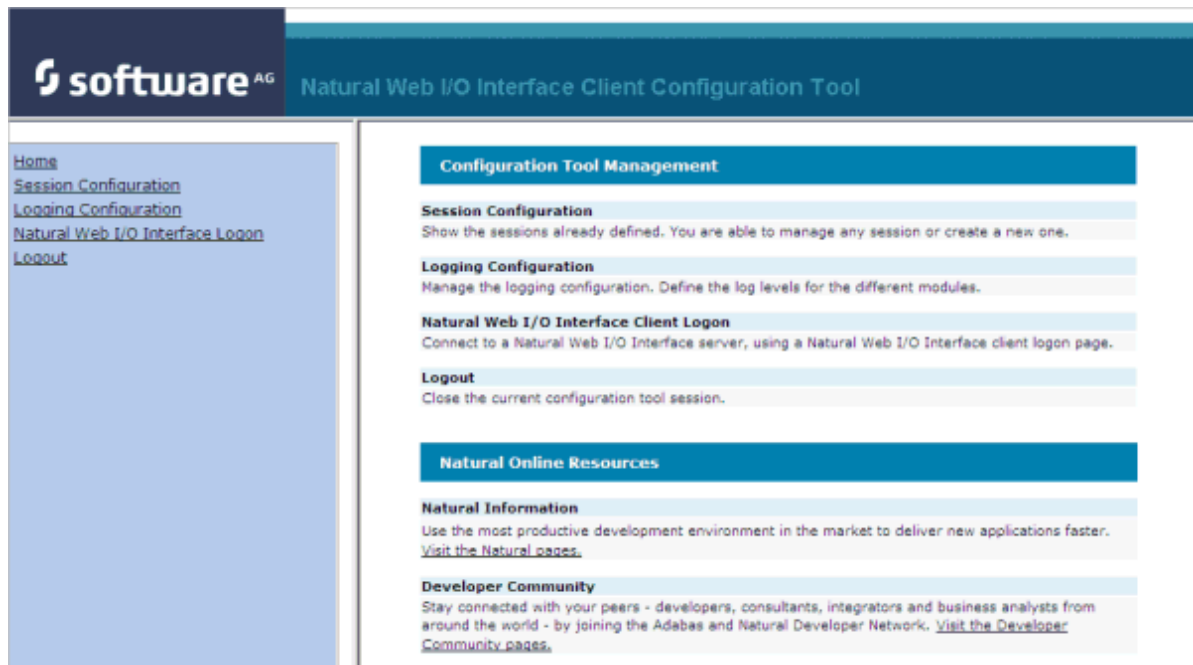 software AG
Natural Web I/O Interface Client Configuration Tool
Home
Session Configuration
Logging Configuration
Natural Web I/O Interface Logon
Logout
Configuration Tool Management
Session Configuration
Show the sessions already defined. You are able to manage any session or create a new one.
Logging Configuration
Manage the logging configuration. Define the log levels for the different modules.
Natural Web I/O Interface Client Logon
Connect to a Natural Web I/O Interface server, using a Natural Web I/O Interface client logon page.
Logout
Close the current configuration tool session.
Natural Online Resources
Natural Information
Use the most productive development environment in the market to deliver new applications faster.
Visit the Natural pages.
Developer Community
Stay connected with your peers - developers, consultants, integrators and business analysts from
around the world - by joining the Adabas and Natural Developer Network. Visit the Developer
Community pages.